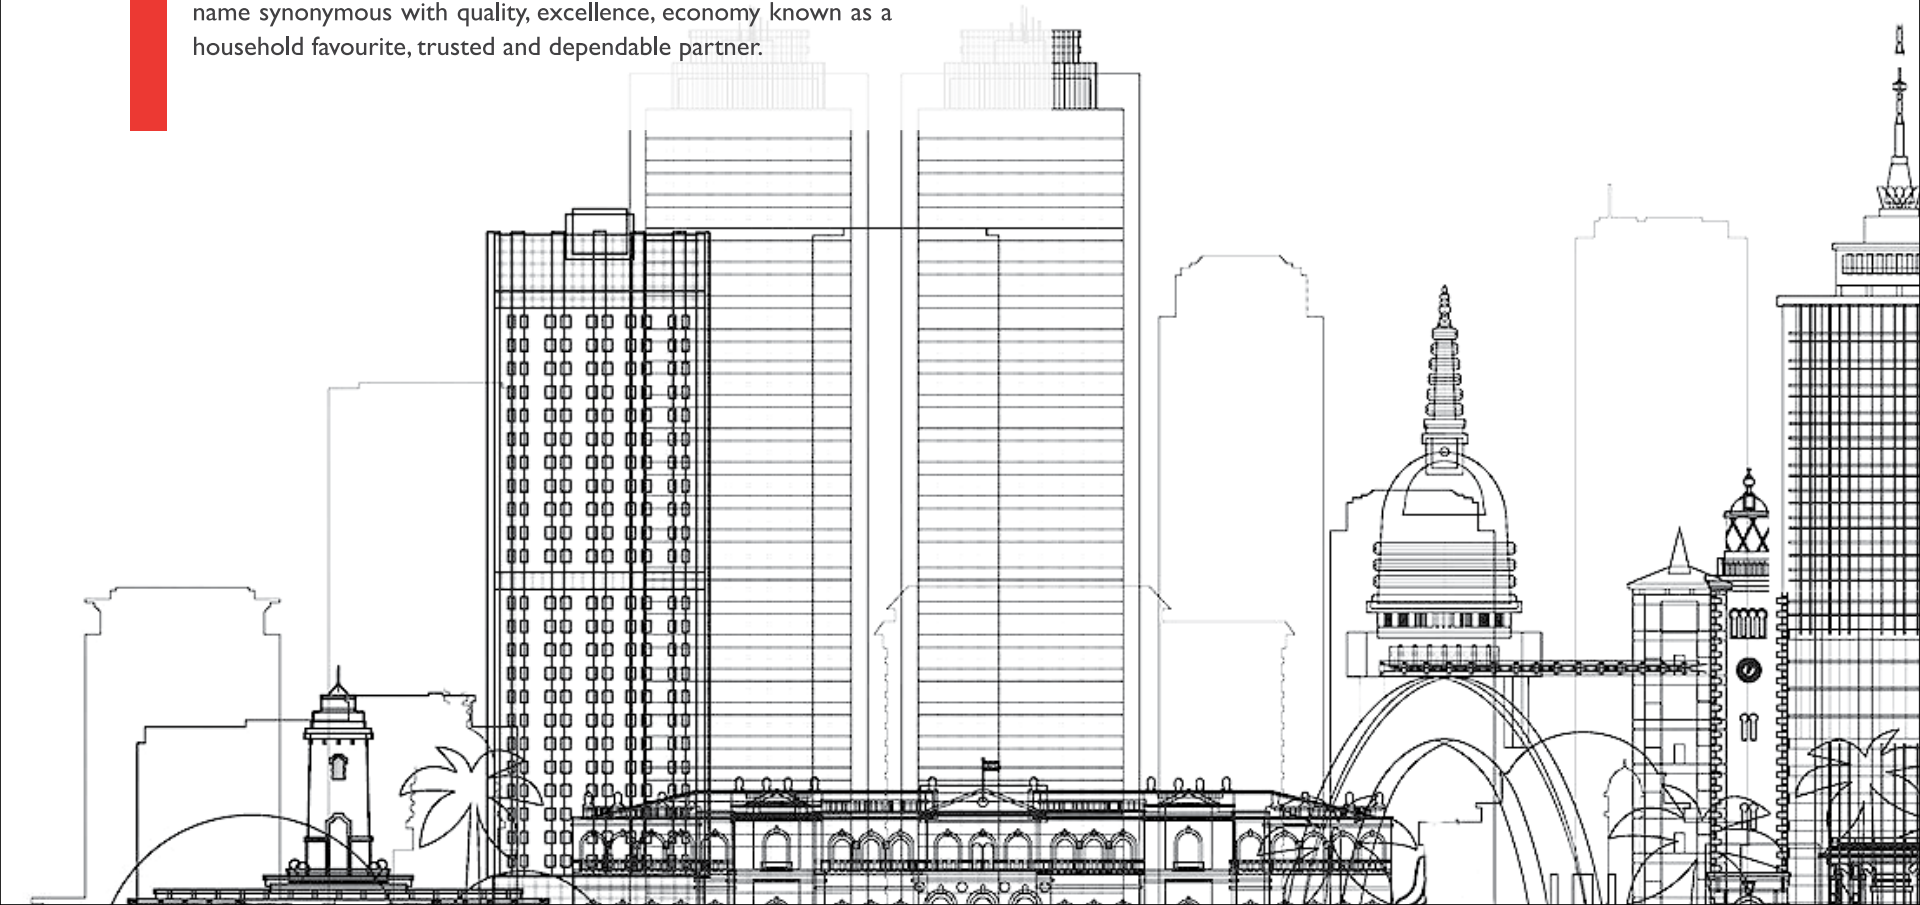 name synonymous with quality, excellence, economy known as a
household favourite, trusted and dependable partner.